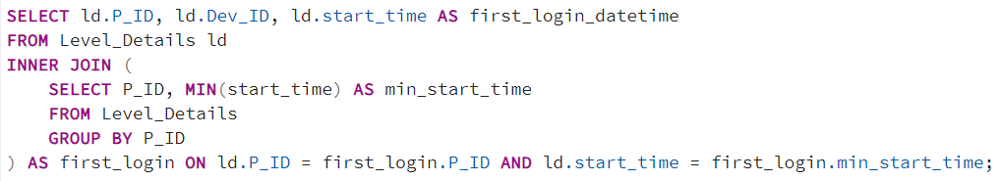 SELECT ld.P_ID, ld.Dev_ID, ld.start_time AS first_login_datetime
FROM Level_Details ld
INNER JOIN (
    SELECT P_ID, MIN(start_time) AS min_start_time
    FROM Level_Details
    GROUP BY P_ID
) AS first_login ON ld.P_ID = first_login.P_ID AND ld.start_time = first_login.min_start_time;